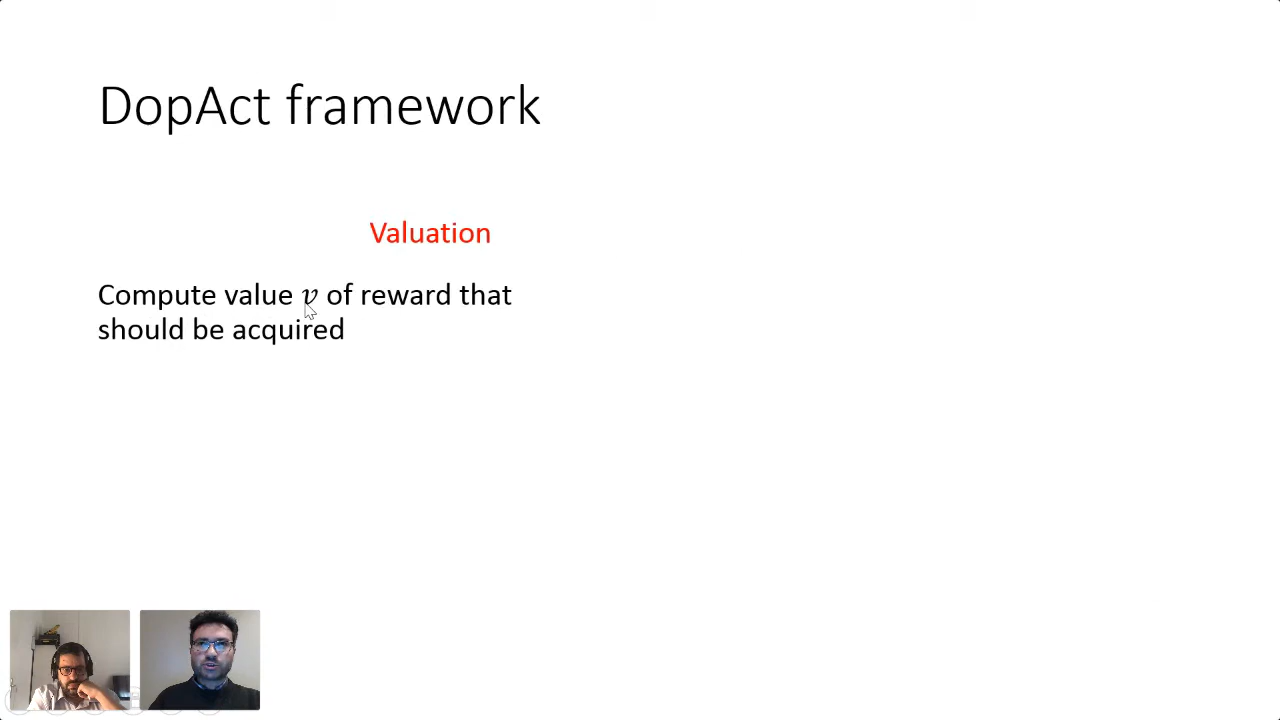 DopAct framework
Valuation
Compute value 𝑣 of reward that
should be acquired